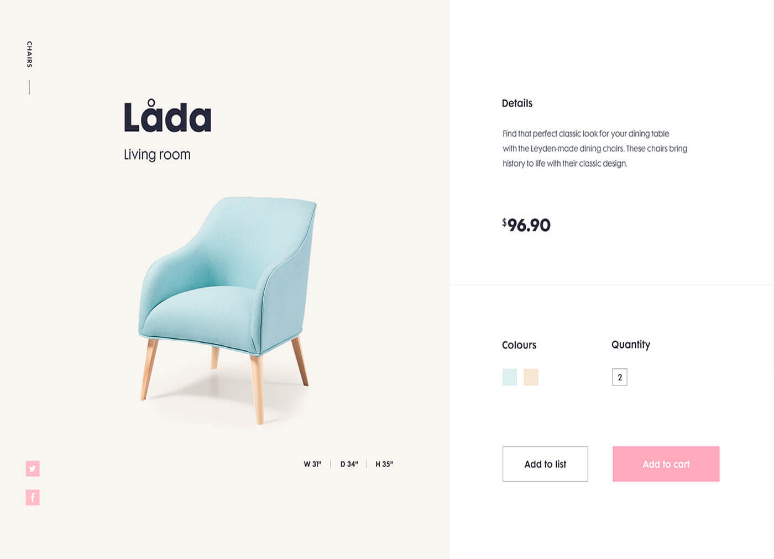 CHAIRS
Låda
Living room
W 31" | D 34" | H 35"
Details
Find that perfect classic look for your dining table
with the Leyden-made dining chairs. These chairs bring
history to life with their classic design.
$96.90
Colours
Quantity
2
Add to list
Add to cart